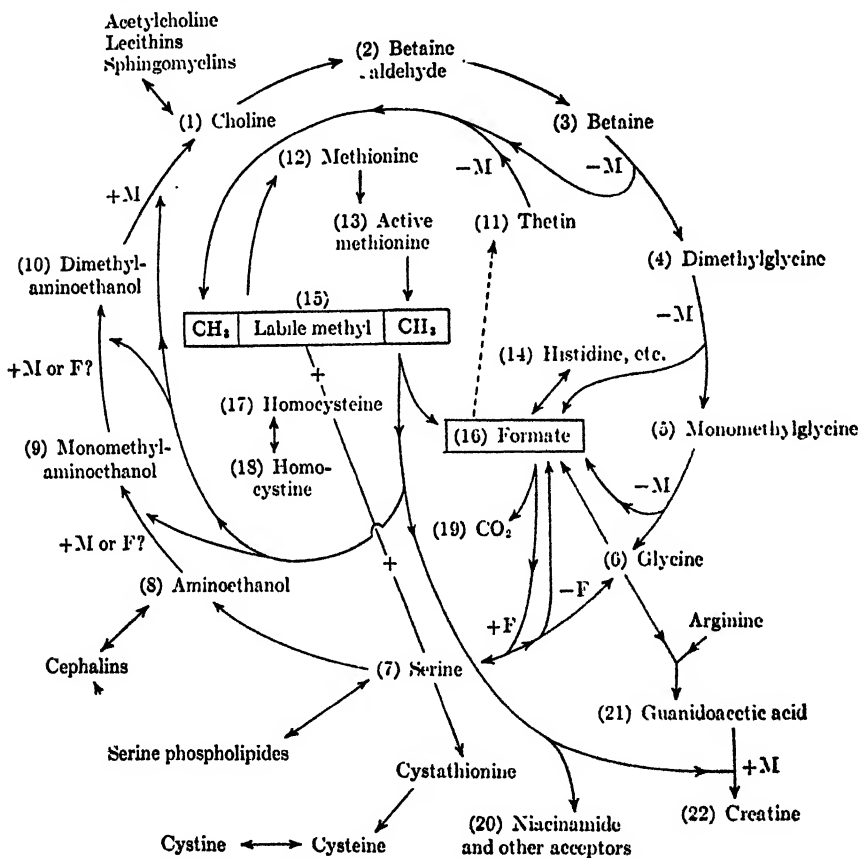 Acetylcholine
Lecithins
Sphingomyelins
(2) Betaine
aldehyde
(1) Choline
(3) Betaine
(12) Methionine
−M
−M
+M
(13) Active
methionine
(11) Thetin
(10) Dimethyl-
aminoethanol
(4) Dimethylglycine
(15)
CH₃ Labile methyl CH₃
−M
+M or F?
+
(14) Histidine, etc.
(17) Homocysteine
(9) Monomethyl-
aminoethanol
(16) Formate
(5) Monomethylglycine
(18) Homo-
cystine
−M
+M or F?
(19) CO₂
(6) Glycine
(8) Aminoethanol
+
−F
+F
Arginine
Cephalins
(7) Serine
(21) Guanidoacetic acid
Serine phospholipides
Cystathionine
+M
(22) Creatine
(20) Niacinamide
and other acceptors
Cystine
Cysteine